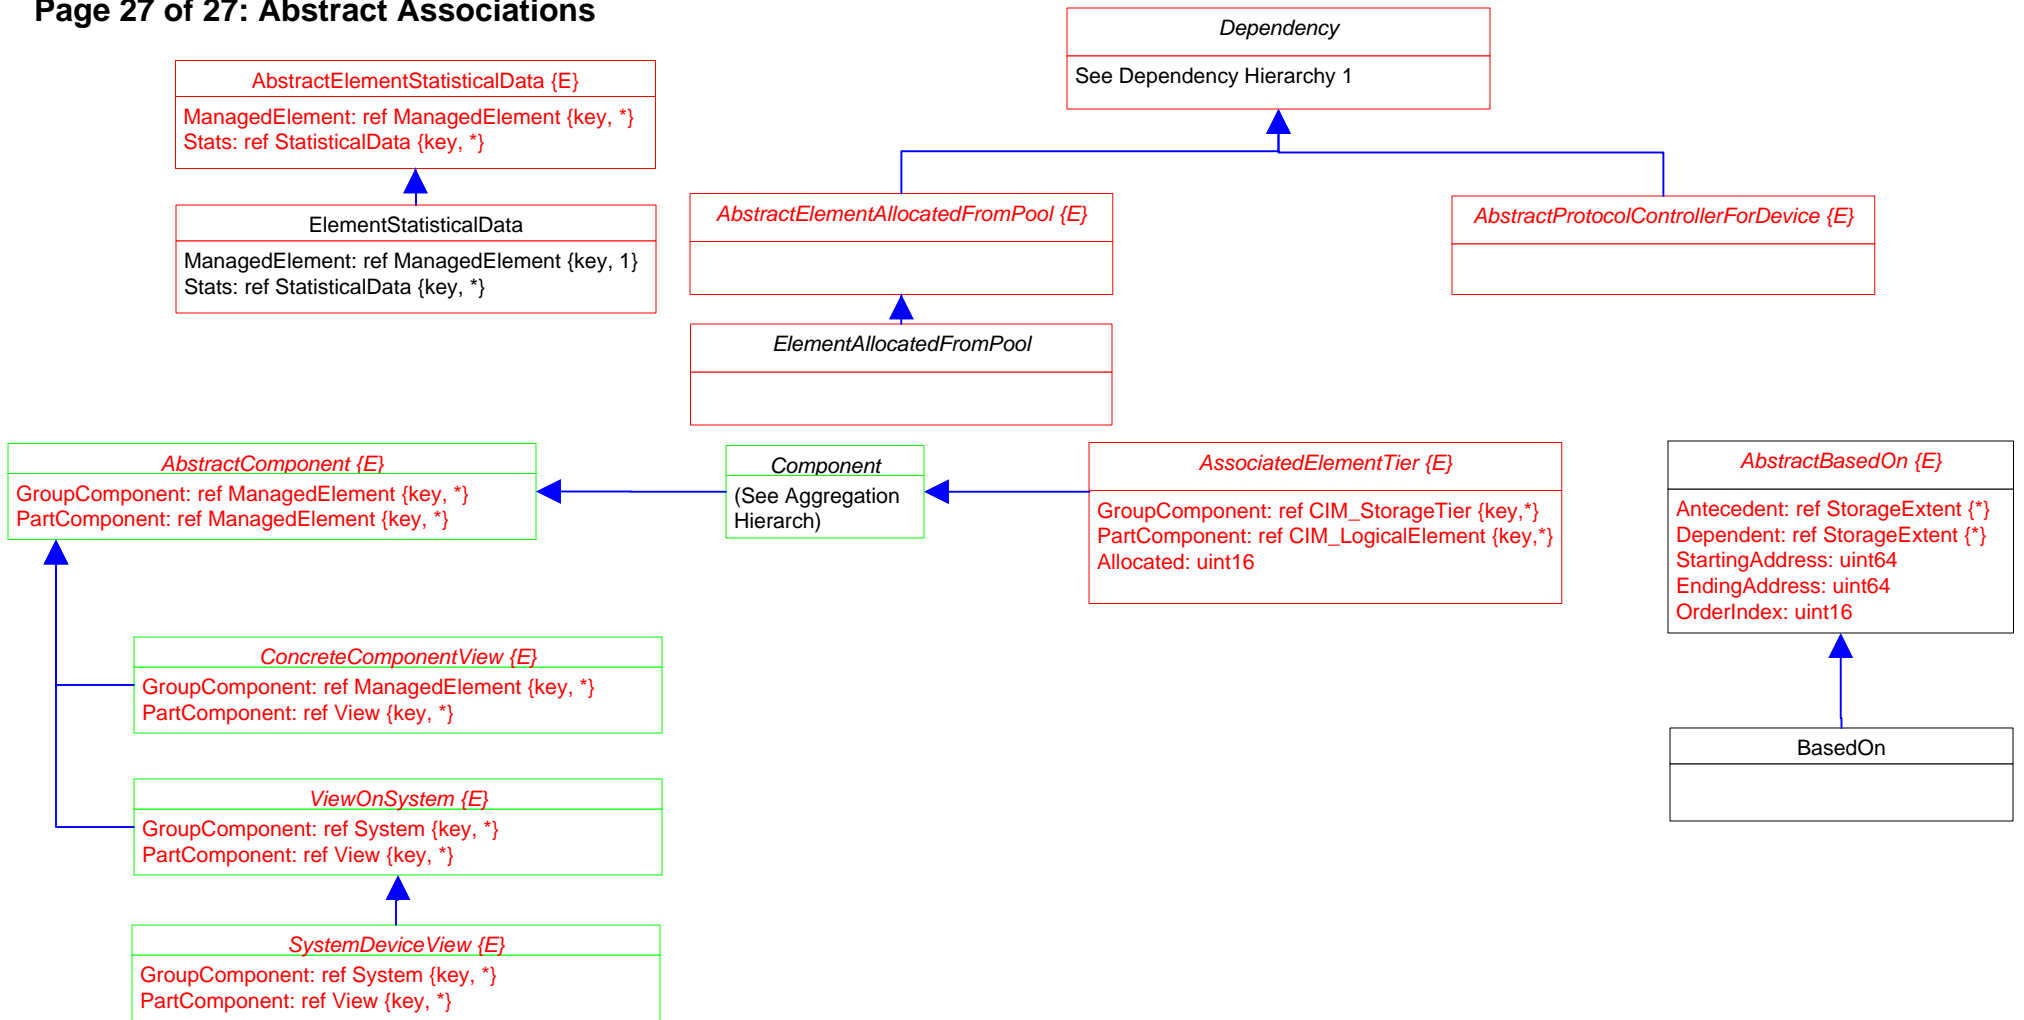 Page 27 of 27: Abstract Associations
Dependency
See Dependency Hierarchy 1
AbstractElementStatisticalData {E}
ManagedElement: ref ManagedElement {key, *}
Stats: ref StatisticalData {key, *}
ElementStatisticalData
ManagedElement: ref ManagedElement {key, 1}
Stats: ref StatisticalData {key, *}
AbstractElementAllocatedFromPool {E}
AbstractProtocolControllerForDevice {E}
ElementAllocatedFromPool
AbstractComponent {E}
GroupComponent: ref ManagedElement {key, *}
PartComponent: ref ManagedElement {key, *}
Component
(See Aggregation
Hierarch)
AssociatedElementTier {E}
GroupComponent: ref CIM_StorageTier {key,*}
PartComponent: ref CIM_LogicalElement {key,*}
Allocated: uint16
AbstractBasedOn {E}
Antecedent: ref StorageExtent {*}
Dependent: ref StorageExtent {*}
StartingAddress: uint64
EndingAddress: uint64
OrderIndex: uint16
ConcreteComponentView {E}
GroupComponent: ref ManagedElement {key, *}
PartComponent: ref View {key, *}
BasedOn
ViewOnSystem {E}
GroupComponent: ref System {key, *}
PartComponent: ref View {key, *}
SystemDeviceView {E}
GroupComponent: ref System {key, *}
PartComponent: ref View {key, *}